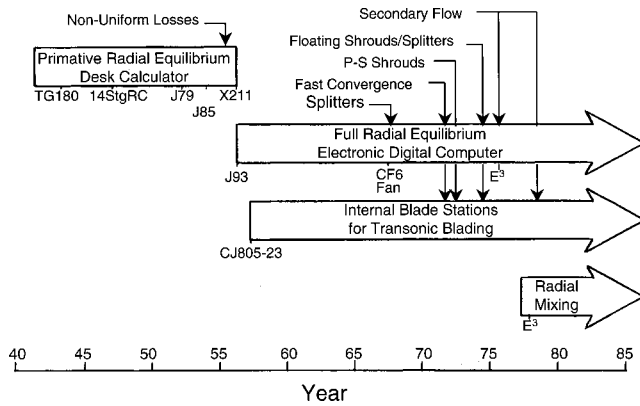 Non-Uniform Losses
Secondary Flow
Floating Shrouds/Splitters
P-S Shrouds
Fast Convergence
Splitters
Primative Radial Equilibrium
Desk Calculator
TG180 14StgRC J79 X211
J85
Full Radial Equilibrium
Electronic Digital Computer
J93
CF6
Fan
E³
Internal Blade Stations
for Transonic Blading
CJ805-23
Radial
Mixing
E³
40 45 50 55 60 65 70 75 80 85
Year